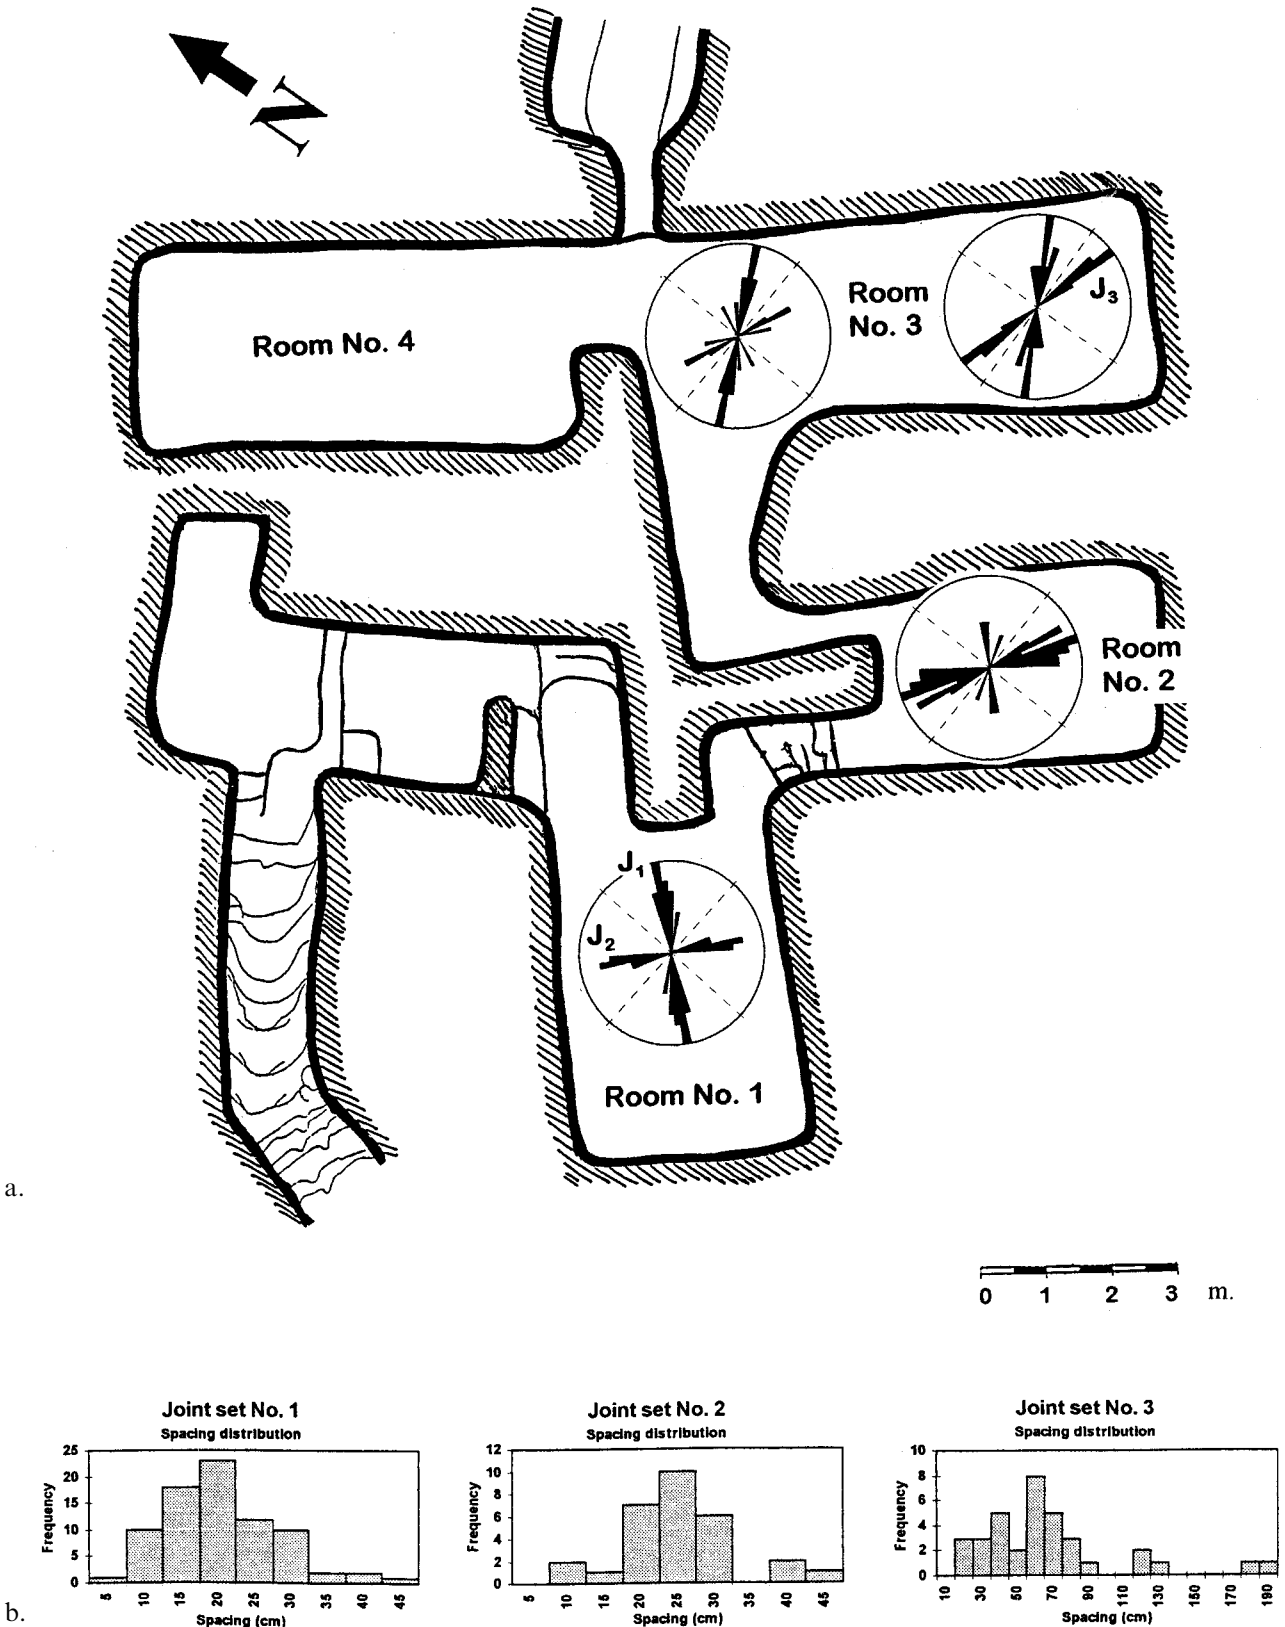 N
Room No. 4
Room
No. 3
J3
Room
No. 2
J1
J2
Room No. 1
a.
0 1 2 3 m.
Joint set No. 1
Spacing distribution
Frequency
25
20
15
10
5
0
5 10 15 20 25 30 35 40 45
Spacing (cm)
Joint set No. 2
Spacing distribution
Frequency
12
10
8
6
4
2
0
5 10 15 20 25 30 35 40 45
Spacing (cm)
Joint set No. 3
Spacing distribution
Frequency
10
8
6
4
2
0
10 30 50 70 90 110 130 150 170 190
Spacing (cm)
b.